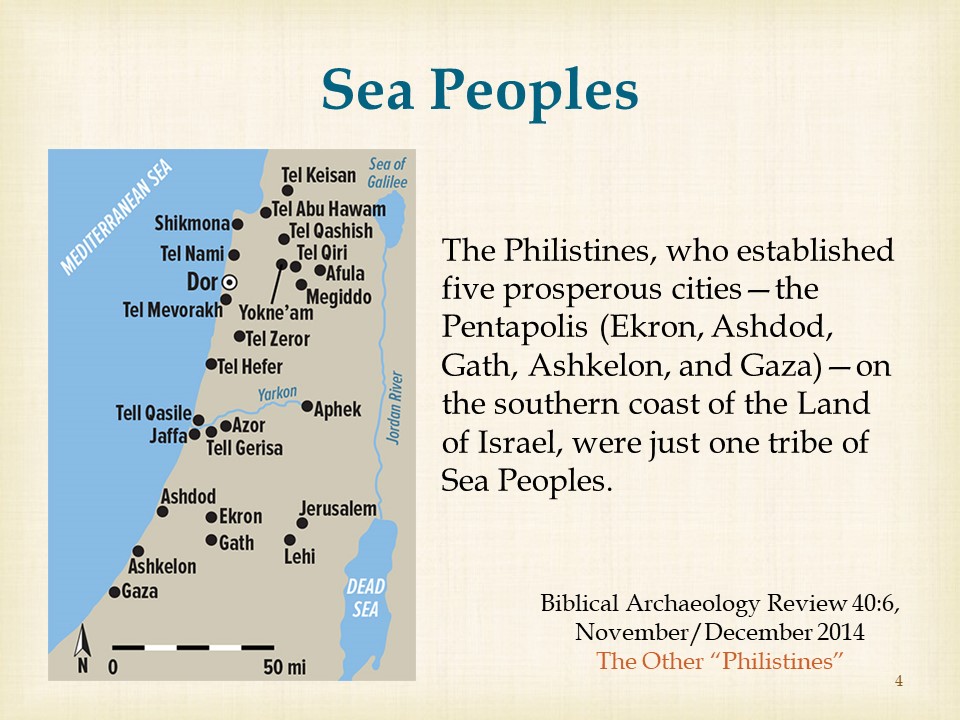 Sea Peoples
MEDITERRANEAN SEA
Sea of
Galilee
Tel Keisan
Tel Abu Hawam
Shikmona
Tel Qashish
Tel Nami
Tel Qiri
Afula
Dor
Megiddo
Tel Mevorakh
Yokne'am
Tel Zeror
Tel Hefer
Yarkon
Jordan River
Aphek
Tell Qasile
Azor
Jaffa
Tell Gerisa
Ashdod
Ekron
Jerusalem
Gath
Lehi
Ashkelon
Gaza
DEAD
SEA
N
0 50 mi
The Philistines, who established
five prosperous cities—the
Pentapolis (Ekron, Ashdod,
Gath, Ashkelon, and Gaza)—on
the southern coast of the Land
of Israel, were just one tribe of
Sea Peoples.
Biblical Archaeology Review 40:6,
November/December 2014
The Other “Philistines”
4